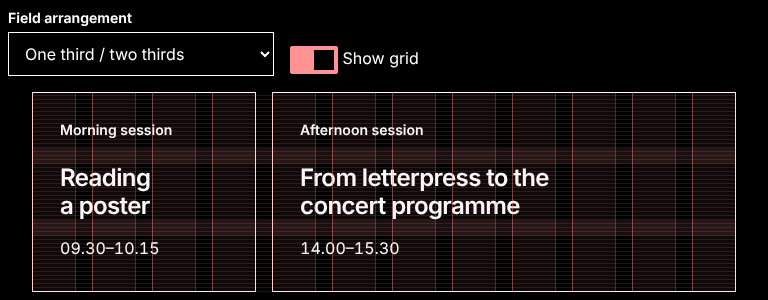 Field arrangement
One third / two thirds
Show grid
Morning session
Reading
a poster
09.30–10.15
Afternoon session
From letterpress to the
concert programme
14.00–15.30